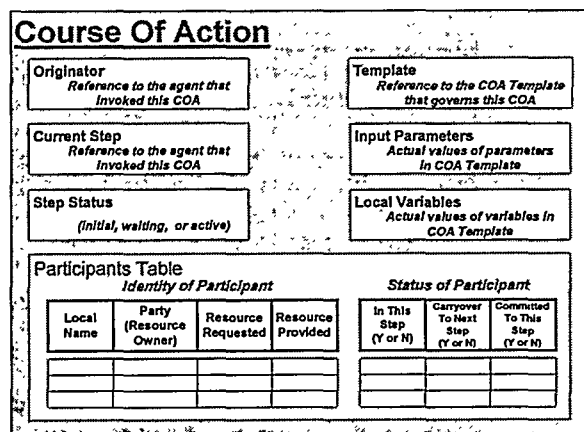 Course Of Action
Originator
Reference to the agent that
invoked this COA
Template
Reference to the COA Template
that governs this COA
Current Step
Reference to the agent that
invoked this COA
Input Parameters
Actual values of parameters
in COA Template
Step Status
(initial, waiting, or active)
Local Variables
Actual values of variables in
COA Template
Participants Table
Identity of Participant
Status of Participant
Local
Name
Party
(Resource
Owner)
Resource
Requested
Resource
Provided
In This
Step
(Y or N)
Carryover
To Next
Step
(Y or N)
Committed
To This
Step
(Y or N)